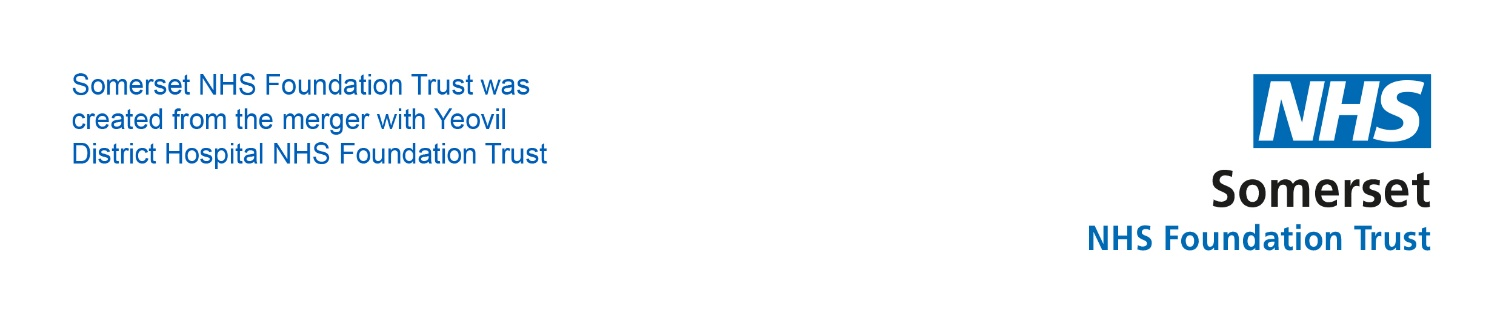 Somerset NHS Foundation Trust was
created from the merger with Yeovil
District Hospital NHS Foundation Trust
NHS
Somerset
NHS Foundation Trust